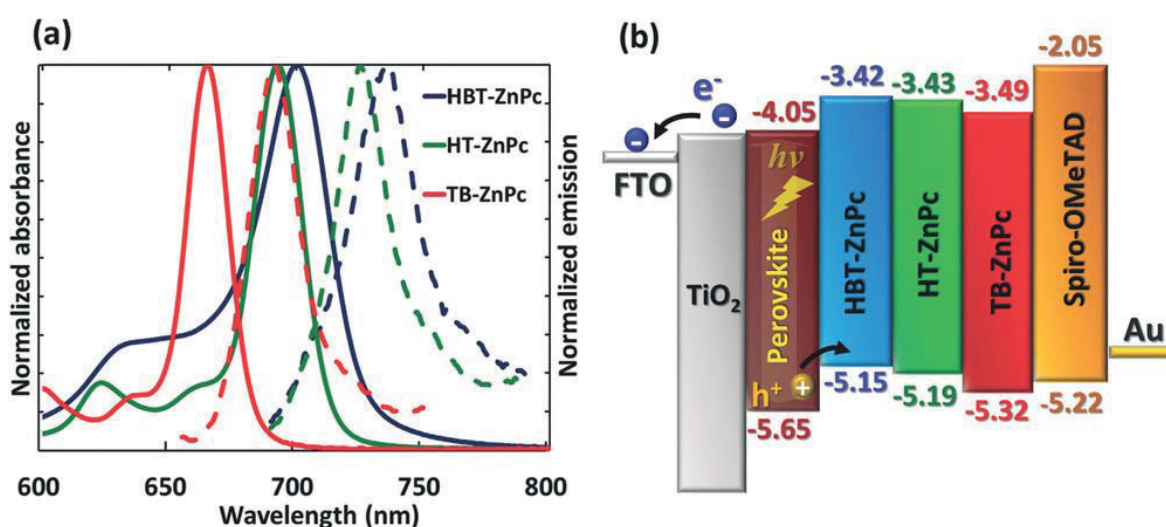 (a)
Normalized absorbance
HBT-ZnPc
HT-ZnPc
TB-ZnPc
Normalized emission
600 650 700 750 800
Wavelength (nm)
(b)
e-
FTO
TiO2
-4.05
hν
Perovskite
h+
-5.65
-3.42
HBT-ZnPc
-5.15
-3.43
HT-ZnPc
-5.19
-3.49
TB-ZnPc
-5.32
-2.05
Spiro-OMeTAD
-5.22
Au